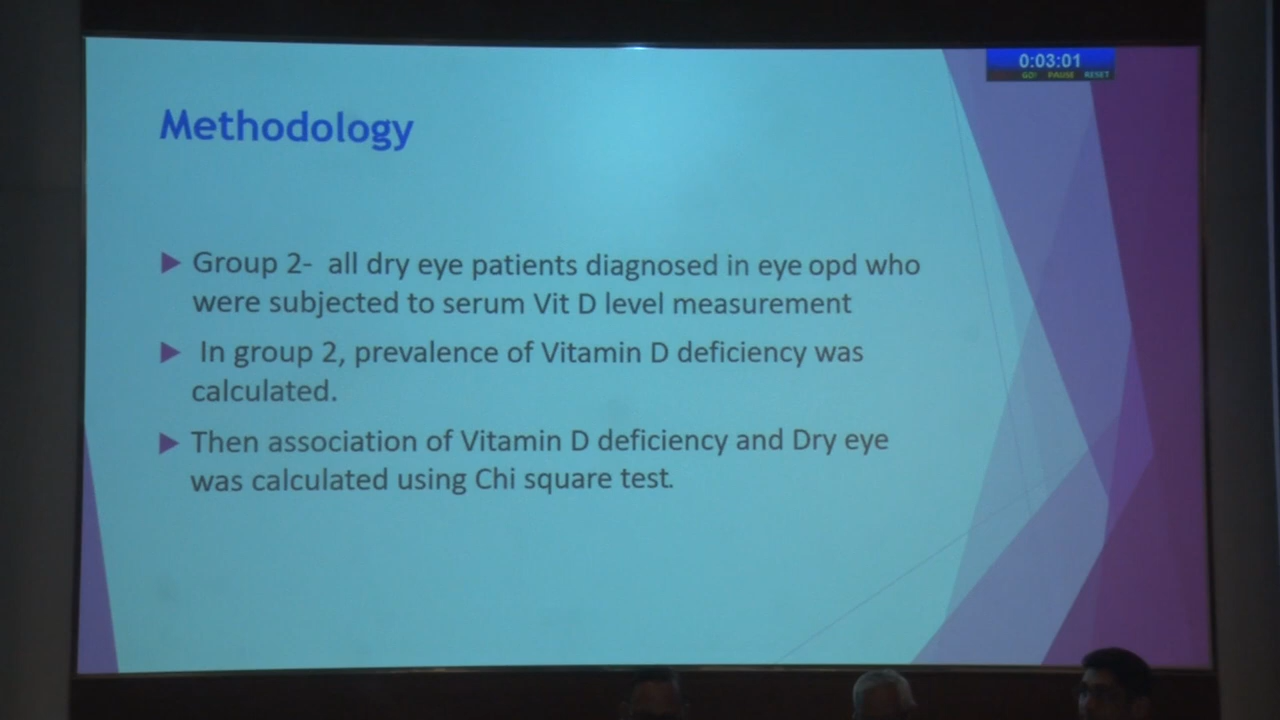 0:03:01
GO! PAUSE RESET
Methodology
Group 2- all dry eye patients diagnosed in eye opd who
were subjected to serum Vit D level measurement
In group 2, prevalence of Vitamin D deficiency was
calculated.
Then association of Vitamin D deficiency and Dry eye
was calculated using Chi square test.